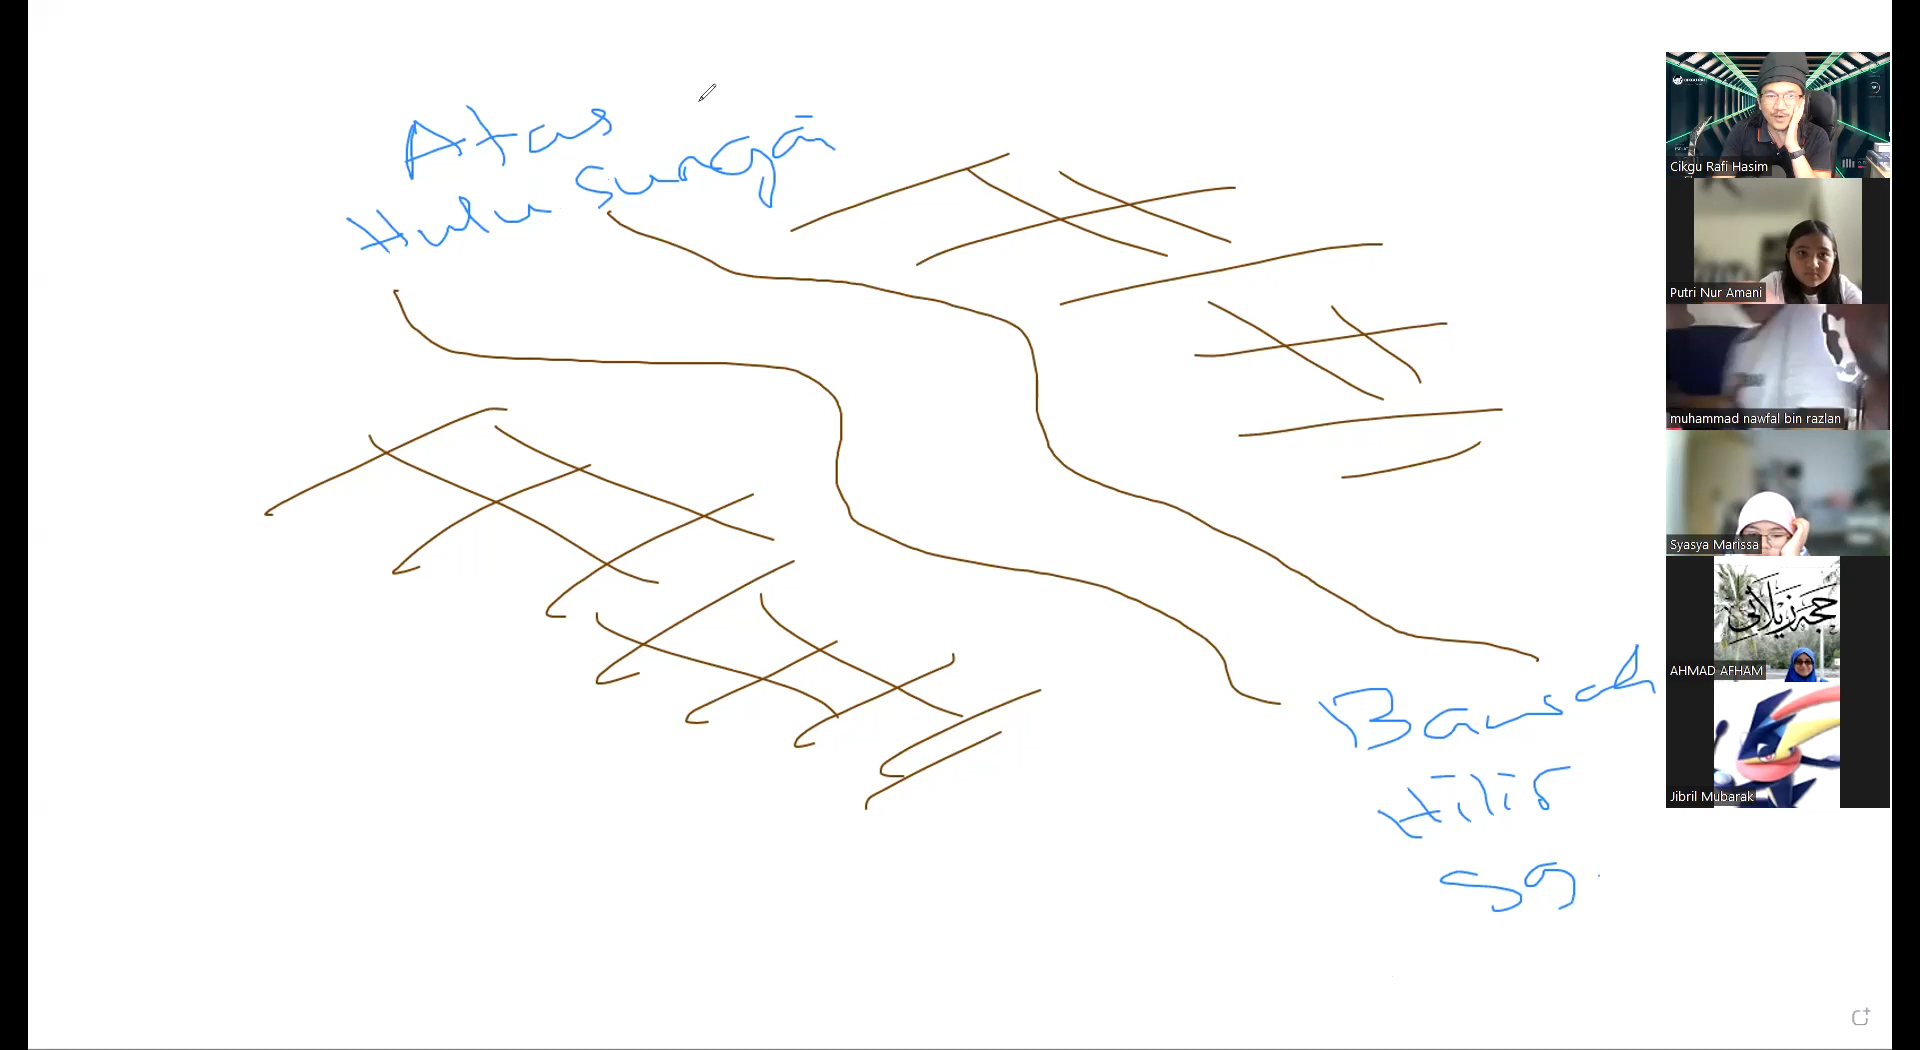 Atas
Hulu sungai
Bawah
Hilir
sg
Cikgu Rafi Hasim
Putri Nur Amani
muhammad nawfal bin razlan
Syasya Marissa
AHMAD AFHAM
Jibril Mubarak